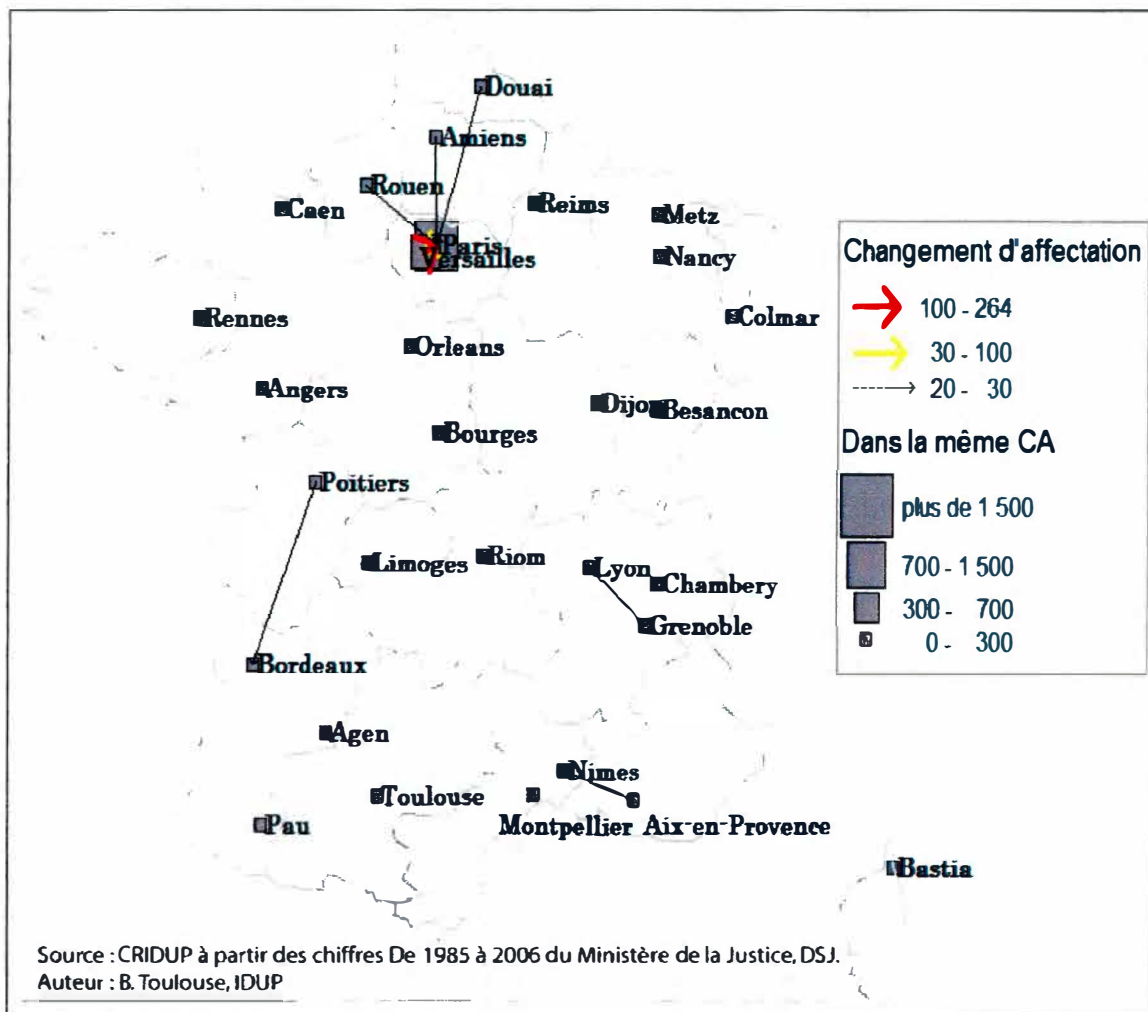 Douai
Amiens
Rouen
Caen
Reims
Metz
Paris
Versailles
Nancy
Rennes
Orleans
Colmar
Angers
Dijon
Besancon
Bourges
Poitiers
Limoges
Riom
Lyon
Chambery
Grenoble
Bordeaux
Agen
Nimes
Toulouse
Montpellier
Aix-en-Provence
Pau
Bastia
Changement d'affectation
100 - 264
30 - 100
20 - 30
Dans la même CA
plus de 1 500
700 - 1 500
300 - 700
0 - 300
Source : CRIDUP à partir des chiffres De 1985 à 2006 du Ministère de la Justice, DSJ.
Auteur : B. Toulouse, IDUP